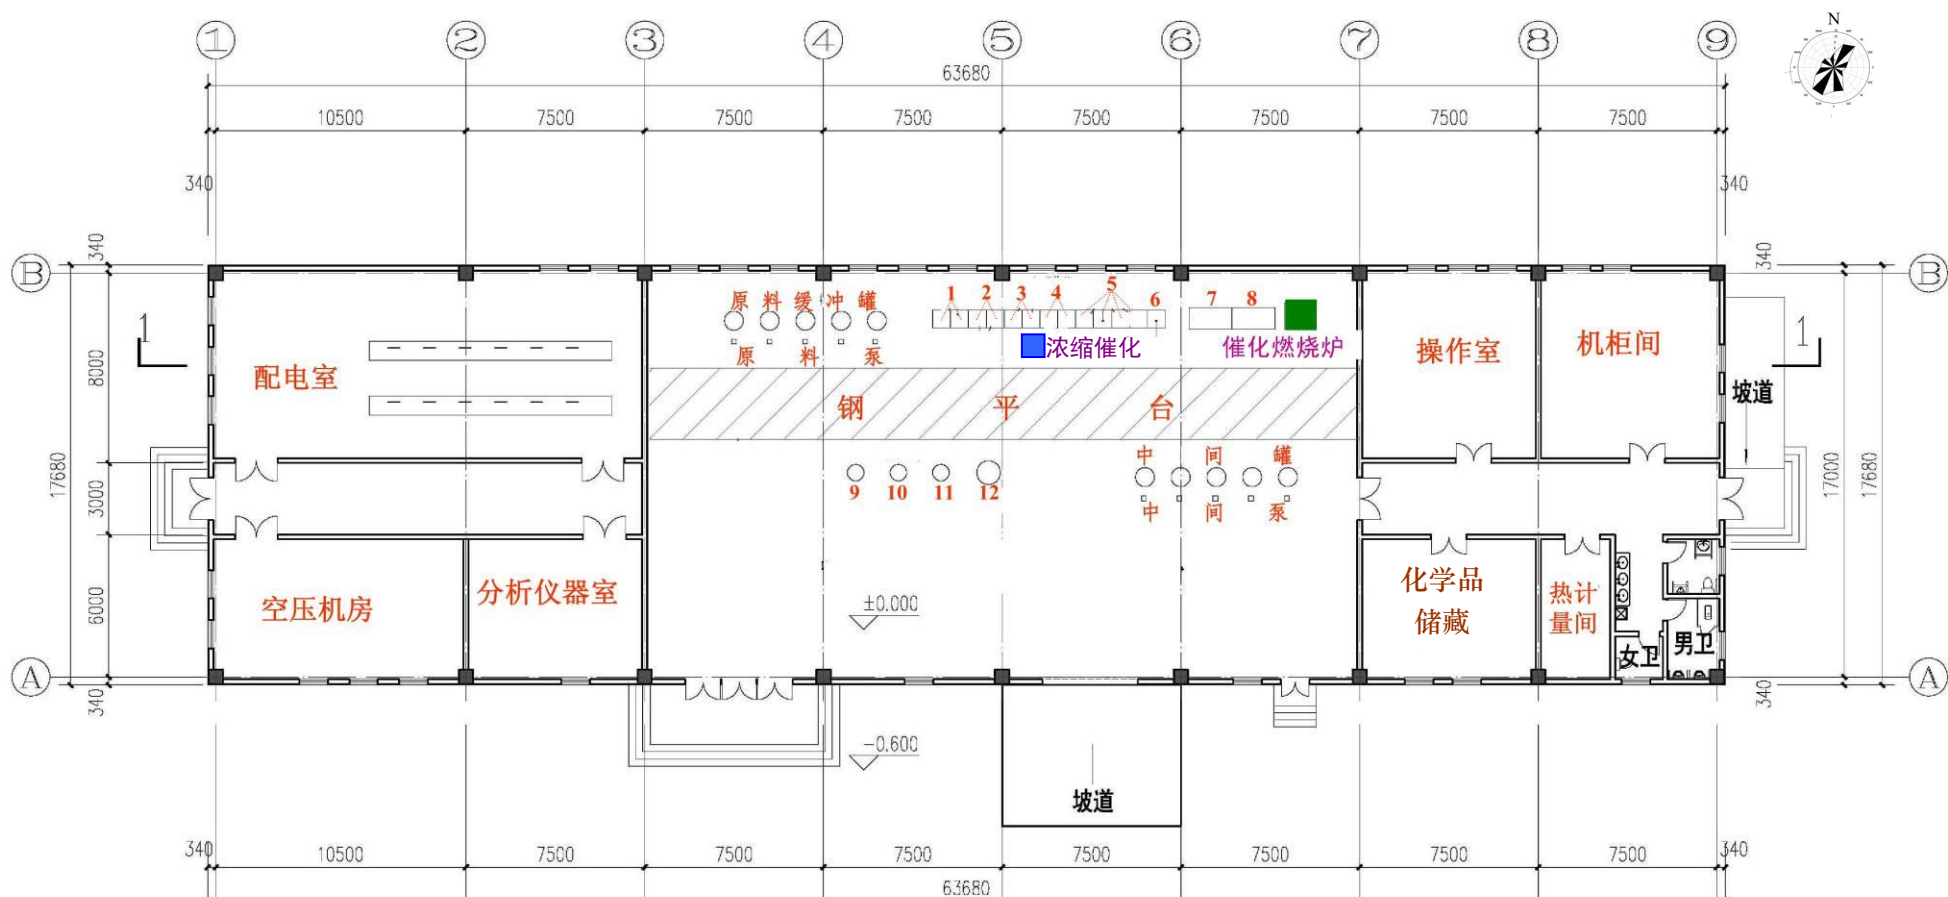 ① ② ③ ④ ⑤ ⑥ ⑦ ⑧ ⑨
N
63680
10500 7500 7500 7500 7500 7500 7500 7500
340 340
340 340
B B
原料缓冲罐
1 2 3 4 5 6 7 8
原料泵
浓缩催化
催化燃烧炉
1 1
配电室
操作室
机柜间
坡道
8000
钢平台
中间罐
9 10 11 12
中间泵
17680 3000 17000 17680
6000
空压机房
分析仪器室
±0.000
化学品
储藏
热计
量间
女卫
男卫
A A
340 340
-0.600
坡道
340 340
10500 7500 7500 7500 7500 7500 7500 7500
63680